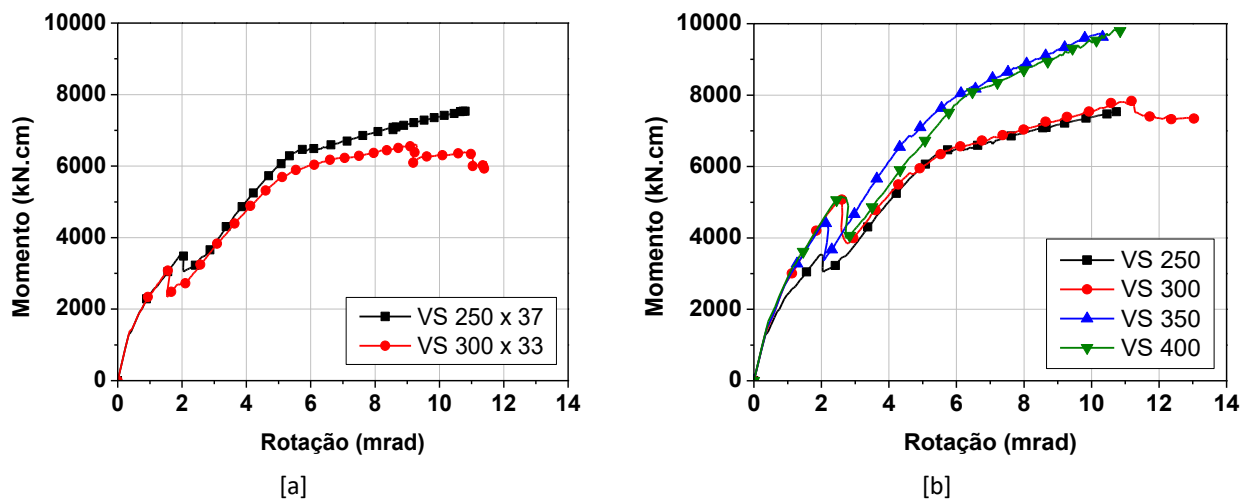 10000
8000
6000
4000
2000
0
Momento (kN.cm)
0 2 4 6 8 10 12 14
Rotação (mrad)
VS 250 x 37
VS 300 x 33
[a]
10000
8000
6000
4000
2000
0
Momento (kN.cm)
0 2 4 6 8 10 12 14
Rotação (mrad)
VS 250
VS 300
VS 350
VS 400
[b]